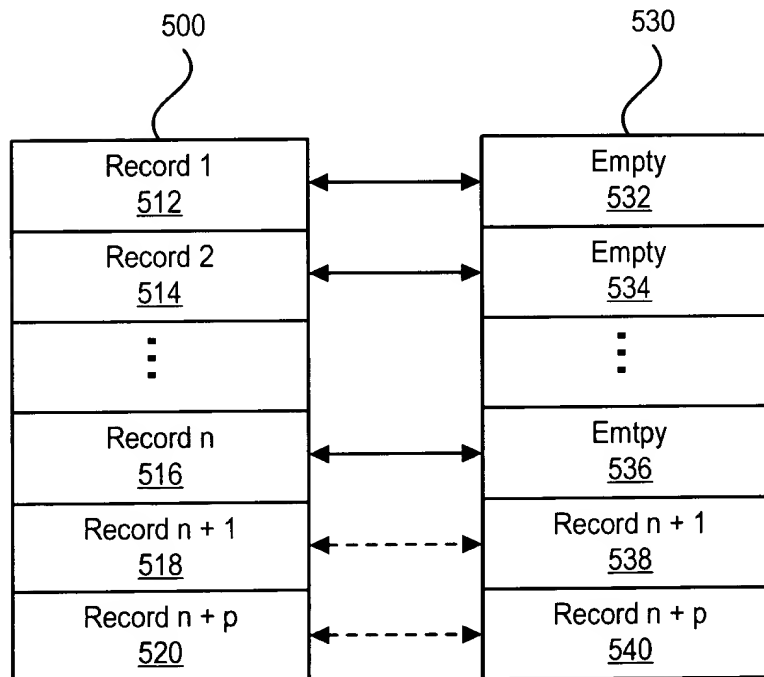 500
530
Record 1
512
Empty
532
Record 2
514
Empty
534
Record n
516
Emtpy
536
Record n + 1
518
Record n + 1
538
Record n + p
520
Record n + p
540